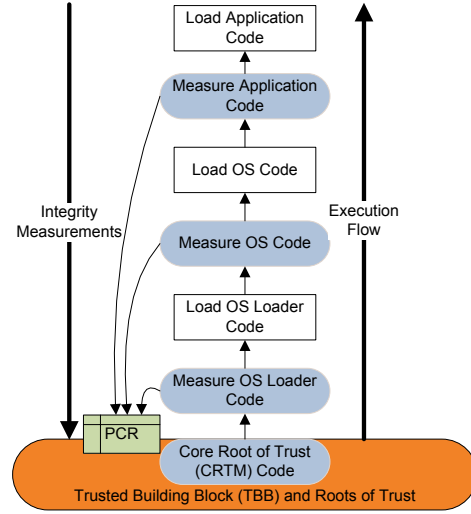 Load Application
Code
Measure Application
Code
Load OS Code
Integrity
Measurements
Execution
Flow
Measure OS Code
Load OS Loader
Code
Measure OS Loader
Code
PCR
Core Root of Trust
(CRTM) Code
Trusted Building Block (TBB) and Roots of Trust